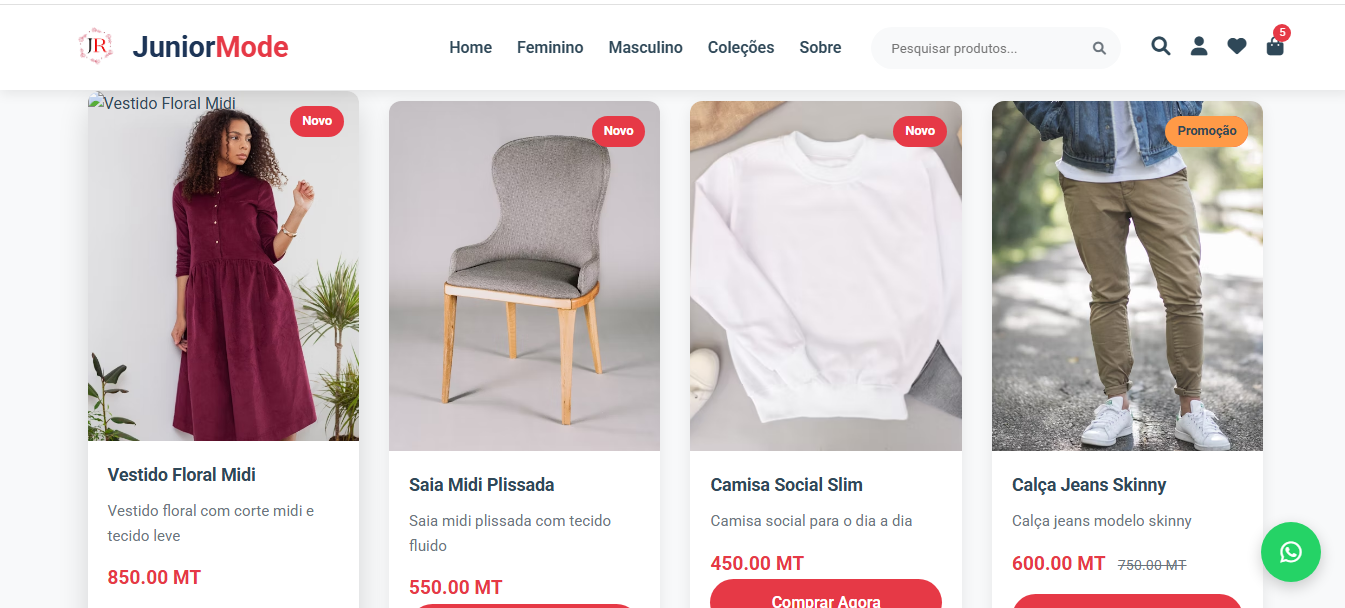 JR JuniorMode
Home Feminino Masculino Coleções Sobre
Pesquisar produtos...
5
Vestido Floral Midi
Novo
Novo
Novo
Promoção
Vestido Floral Midi
Vestido floral com corte midi e
tecido leve
850.00 MT
Saia Midi Plissada
Saia midi plissada com tecido
fluido
550.00 MT
Camisa Social Slim
Camisa social para o dia a dia
450.00 MT
Comprar Agora
Calça Jeans Skinny
Calça jeans modelo skinny
600.00 MT 750.00 MT